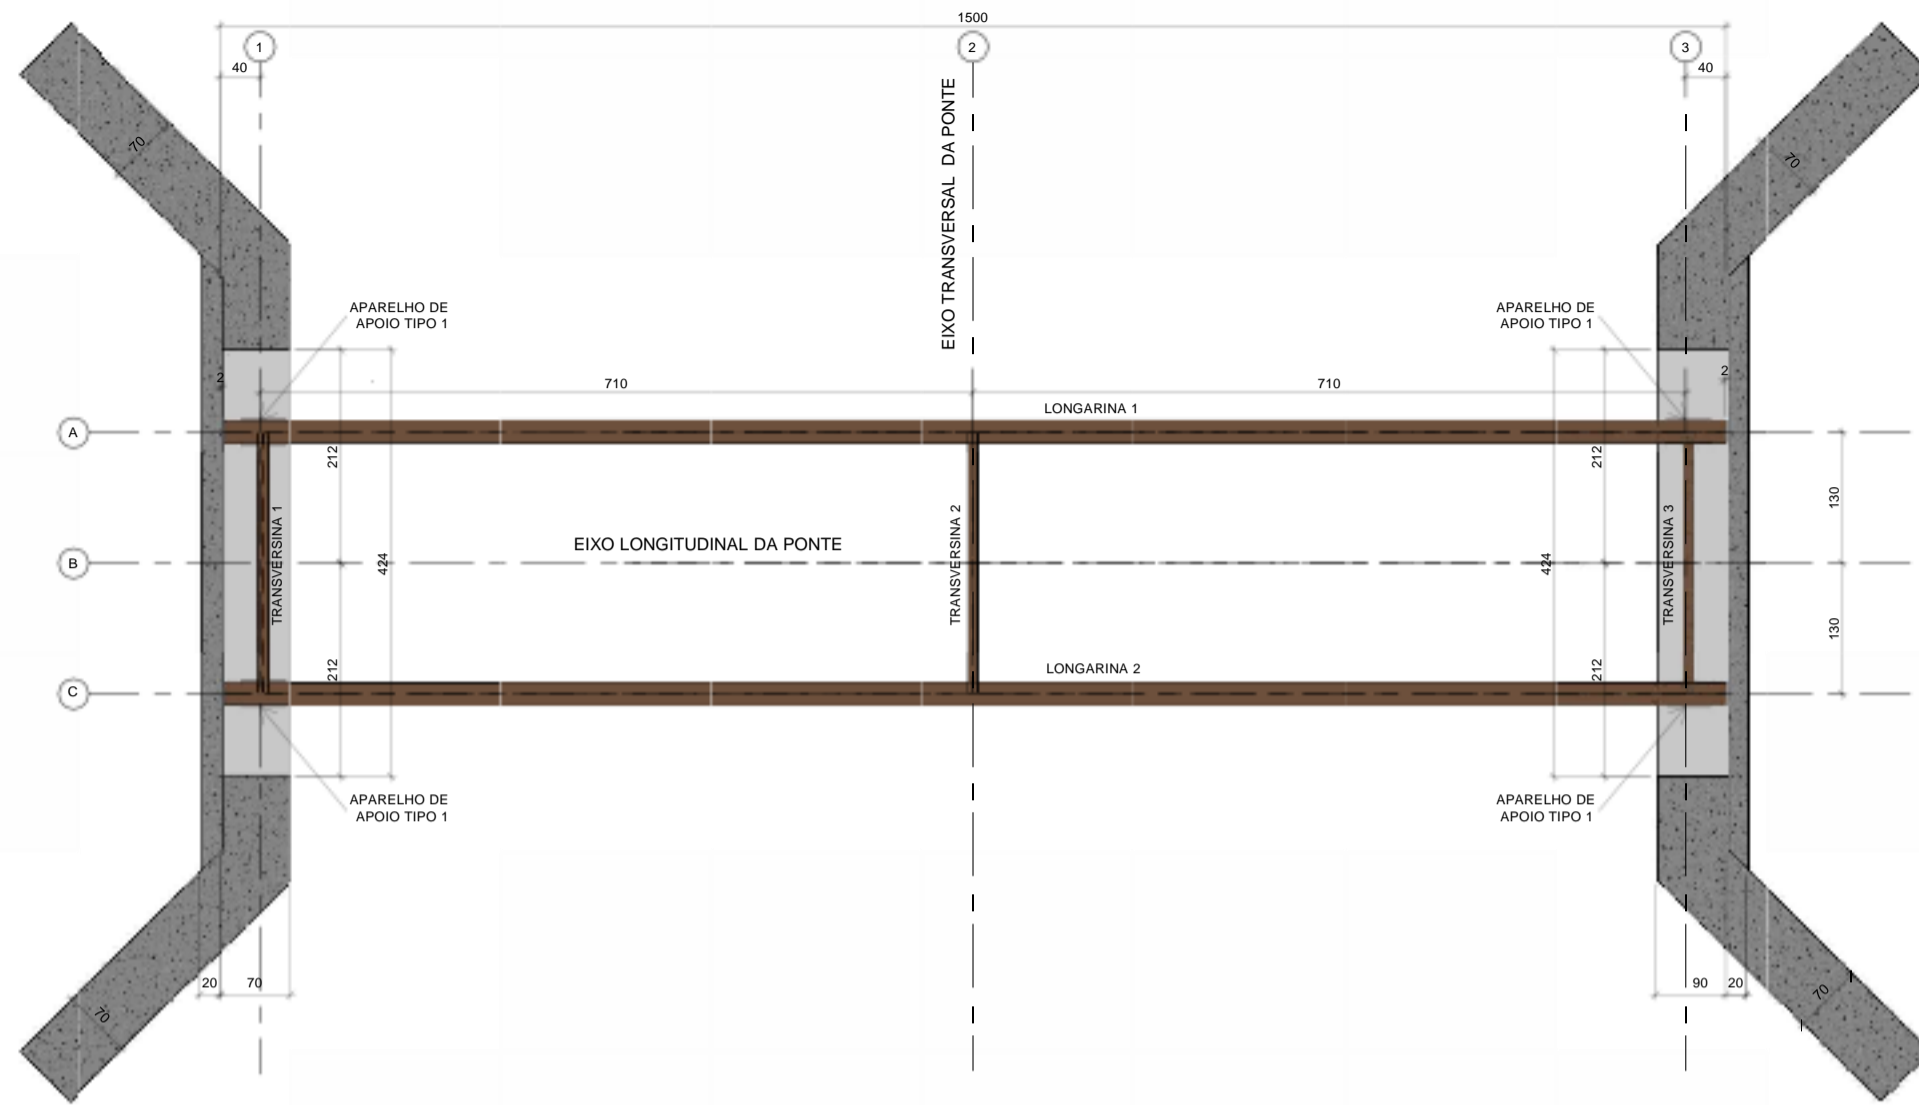 1500
1
2
3
40
40
EIXO TRANSVERSAL DA PONTE
70
70
APARELHO DE
APOIO TIPO 1
APARELHO DE
APOIO TIPO 1
2
710
710
2
LONGARINA 1
A
212
212
130
TRANSVERSINA 1
TRANSVERSINA 2
TRANSVERSINA 3
EIXO LONGITUDINAL DA PONTE
B
424
424
130
212
212
LONGARINA 2
C
APARELHO DE
APOIO TIPO 1
APARELHO DE
APOIO TIPO 1
20
70
90
20
70
70